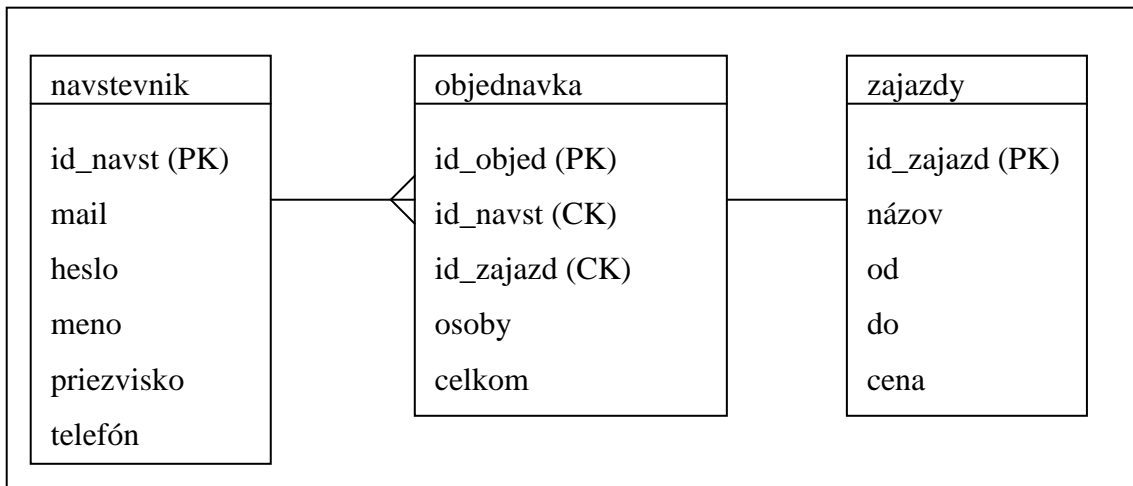 navstevnik
id_navst (PK)
mail
heslo
meno
priezvisko
telefón
objednavka
id_objed (PK)
id_navst (CK)
id_zajazd (CK)
osoby
celkom
zajazdy
id_zajazd (PK)
názov
od
do
cena